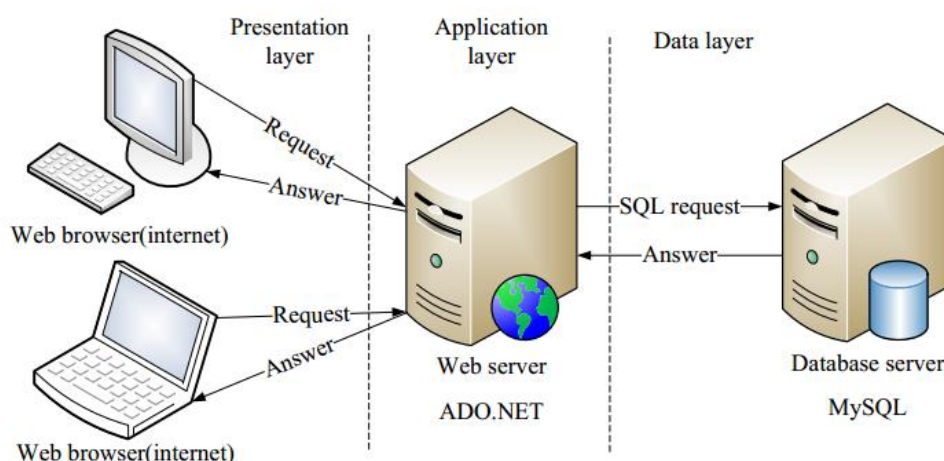 Presentation
layer
Application
layer
Data layer
Request
Answer
Web browser(internet)
SQL request
Answer
Request
Answer
Web server
ADO.NET
Database server
MySQL
Web browser(internet)